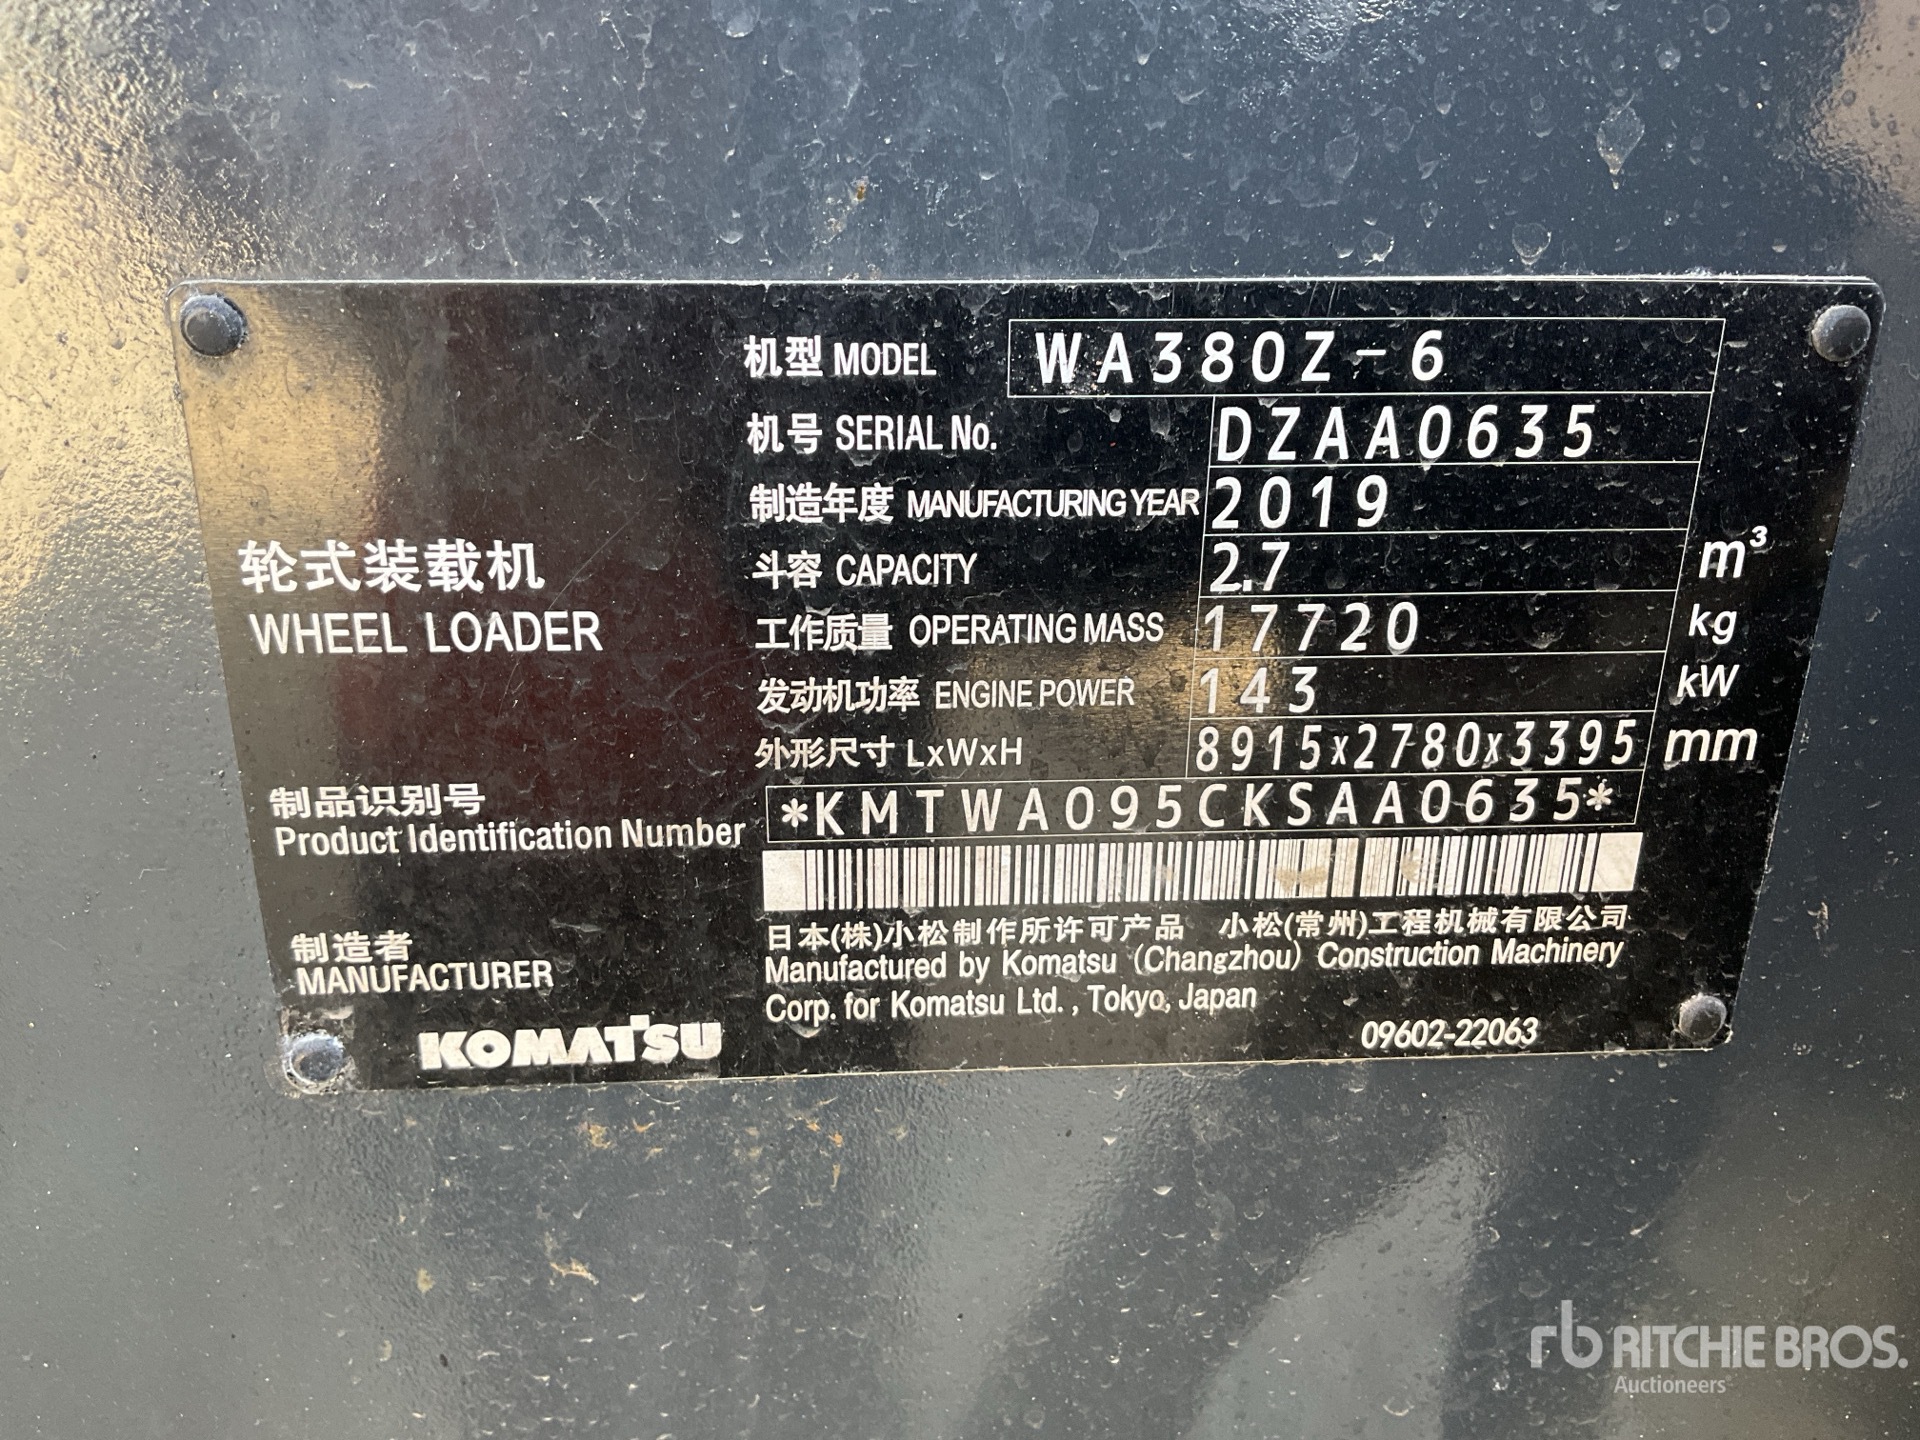 机型 MODEL WA380Z-6
机号 SERIAL No. DZAA0635
制造年度 MANUFACTURING YEAR 2019
斗容 CAPACITY 2.7 m³
工作质量 OPERATING MASS 17720 kg
发动机功率 ENGINE POWER 143 kW
外形尺寸 LxWxH 8915x2780x3395 mm
轮式装载机
WHEEL LOADER
制品识别号
Product Identification Number *KMTWA095CKSAA0635*
制造者
MANUFACTURER
日本(株)小松制作所许可产品 小松(常州)工程机械有限公司
Manufactured by Komatsu (Changzhou) Construction Machinery
Corp. for Komatsu Ltd., Tokyo, Japan
KOMATSU
09602-22063
rb RITCHIE BROS.
Auctioneers